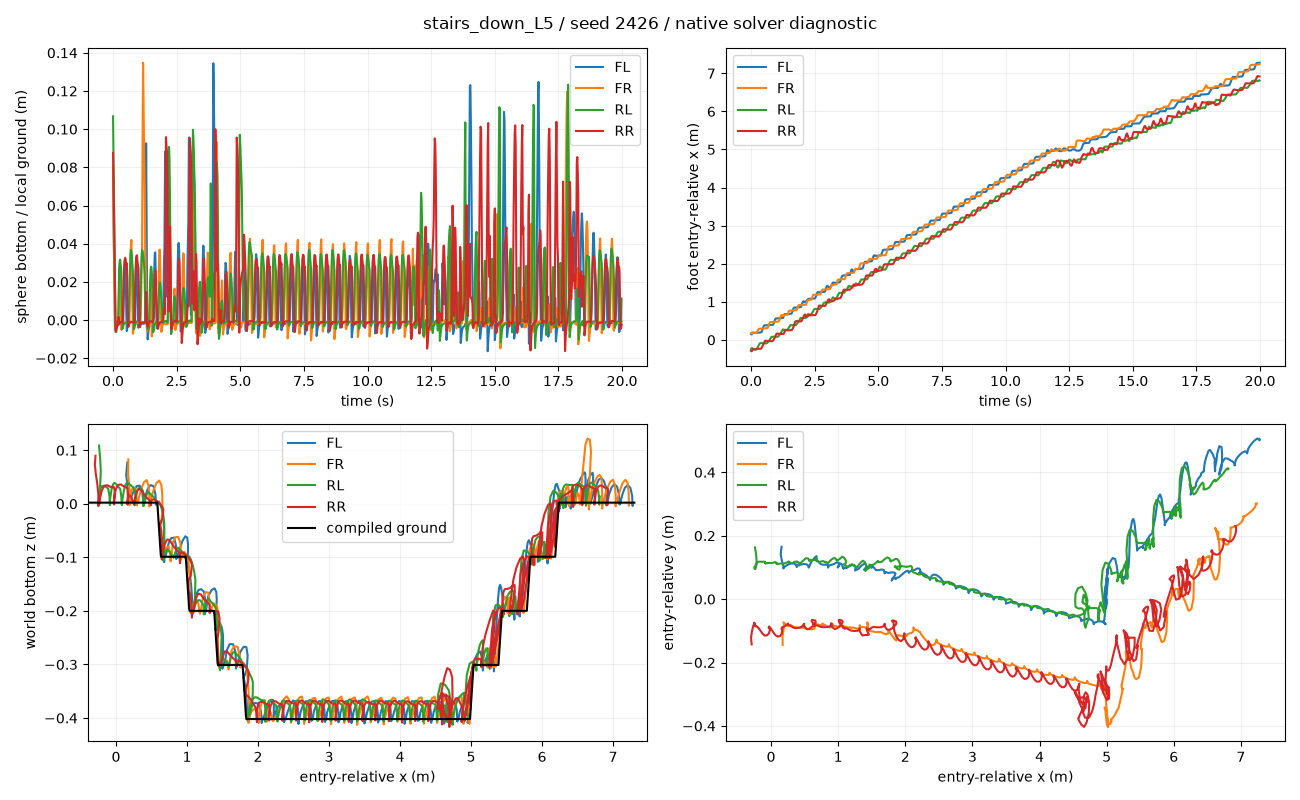 stairs_down_L5 / seed 2426 / native solver diagnostic
sphere bottom / local ground (m)
0.14
0.12
0.10
0.08
0.06
0.04
0.02
0.00
−0.02
FL
FR
RL
RR
0.0 2.5 5.0 7.5 10.0 12.5 15.0 17.5 20.0
time (s)
foot entry-relative x (m)
7
6
5
4
3
2
1
0
FL
FR
RL
RR
0.0 2.5 5.0 7.5 10.0 12.5 15.0 17.5 20.0
time (s)
world bottom z (m)
0.1
0.0
−0.1
−0.2
−0.3
−0.4
FL
FR
RL
RR
compiled ground
0 1 2 3 4 5 6 7
entry-relative x (m)
entry-relative y (m)
0.4
0.2
0.0
−0.2
−0.4
FL
FR
RL
RR
0 1 2 3 4 5 6 7
entry-relative x (m)